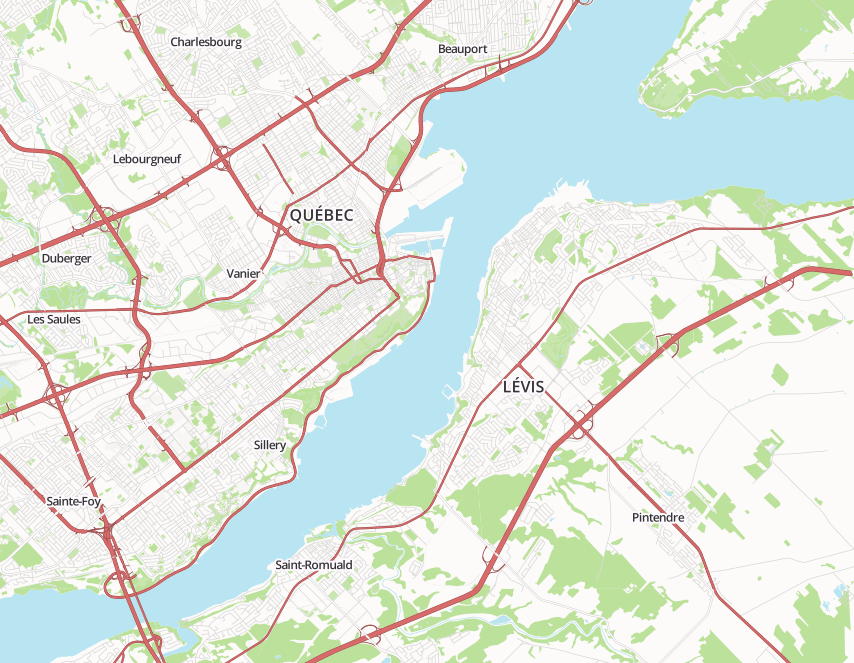 Charlesbourg
Beauport
Lebourgneuf
QUÉBEC
Duberger
Vanier
Les Saules
LÉVIS
Sillery
Sainte-Foy
Pintendre
Saint-Romuald